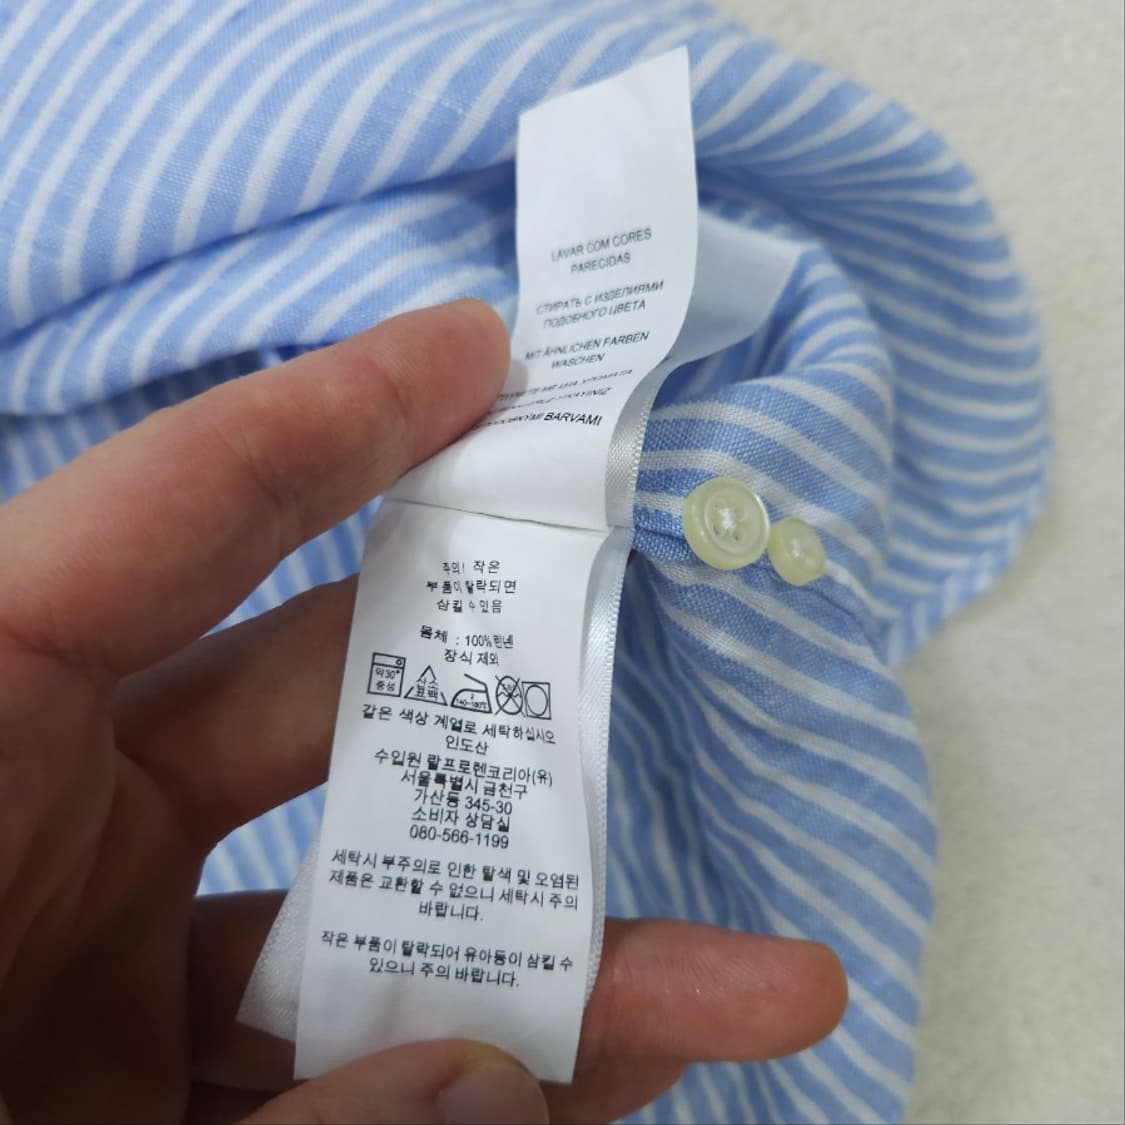 LAVAR COM CORES
PARECIDAS
СТИРАТЬ С ИЗДЕЛИЯМИ
ПОДОБНОГО ЦВЕТА
MIT ÄHNLICHEN FARBEN
WASCHEN
BARVAMI
주의! 작은
부품이 탈락되면
삼킬 수 있음
몸체 : 100% 린넨
장식 제외
약30°
중성
산소
표백
2
140~160℃
같은 색상 계열로 세탁하십시오
인도산
수입원 랄프로렌코리아(유)
서울특별시 금천구
가산동 345-30
소비자 상담실
080-566-1199
세탁시 부주의로 인한 탈색 및 오염된
제품은 교환할 수 없으니 세탁시 주의
바랍니다.
작은 부품이 탈락되어 유아등이 삼킬 수
있으니 주의 바랍니다.